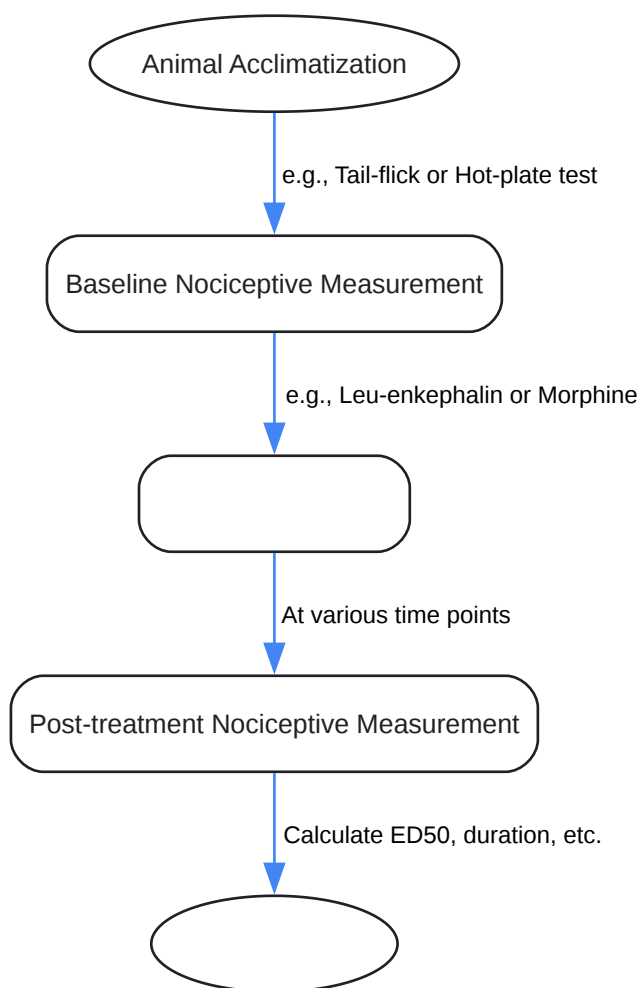 Animal Acclimatization
e.g., Tail-flick or Hot-plate test
Baseline Nociceptive Measurement
e.g., Leu-enkephalin or Morphine
At various time points
Post-treatment Nociceptive Measurement
Calculate ED50, duration, etc.